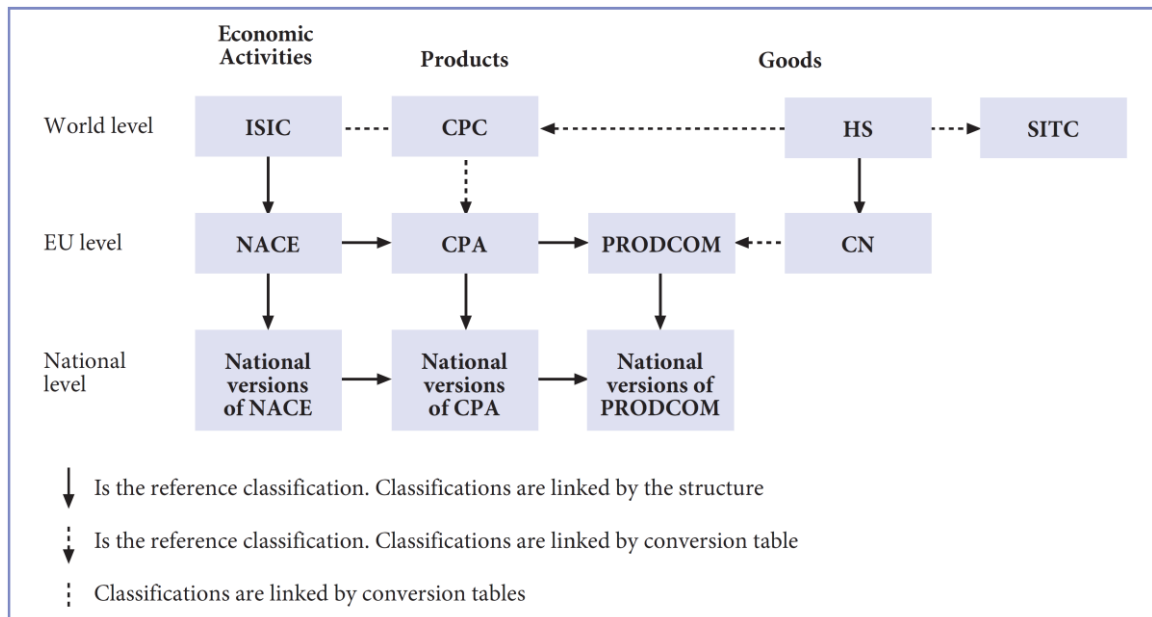 Economic
Activities
Products
Goods
World level
ISIC
CPC
HS
SITC
EU level
NACE
CPA
PRODCOM
CN
National
level
National
versions
of NACE
National
versions
of CPA
National
versions of
PRODCOM
Is the reference classification. Classifications are linked by the structure
Is the reference classification. Classifications are linked by conversion table
Classifications are linked by conversion tables